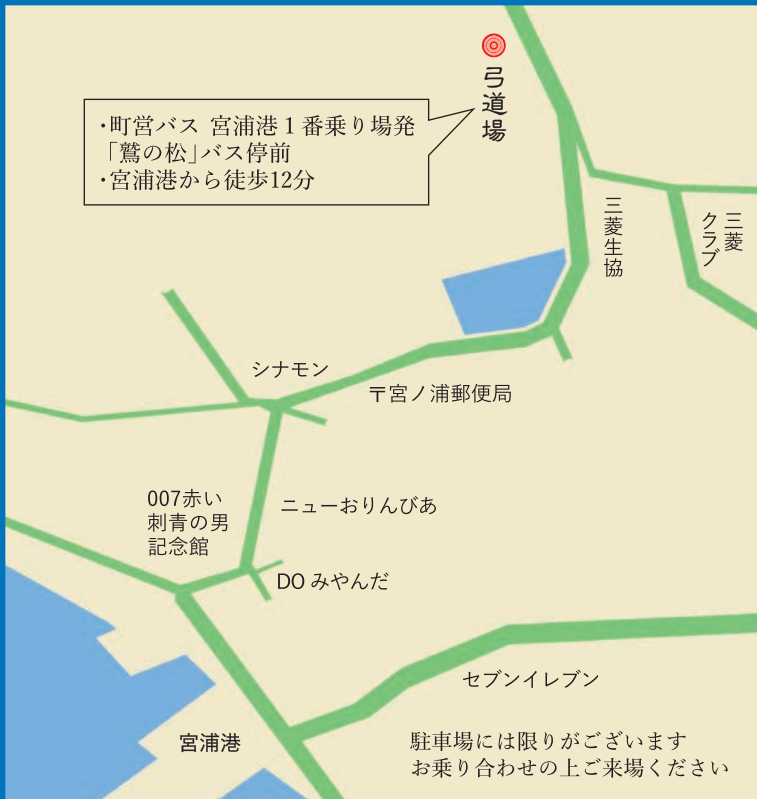 弓道場
・町営バス 宮浦港1番乗り場発
「鷲の松」バス停前
・宮浦港から徒歩12分
三菱生協
三菱
クラブ
シナモン
〒宮ノ浦郵便局
007赤い
刺青の男
記念館
ニューおりんぴあ
DO みやんだ
セブンイレブン
宮浦港
駐車場には限りがございます
お乗り合わせの上ご来場ください